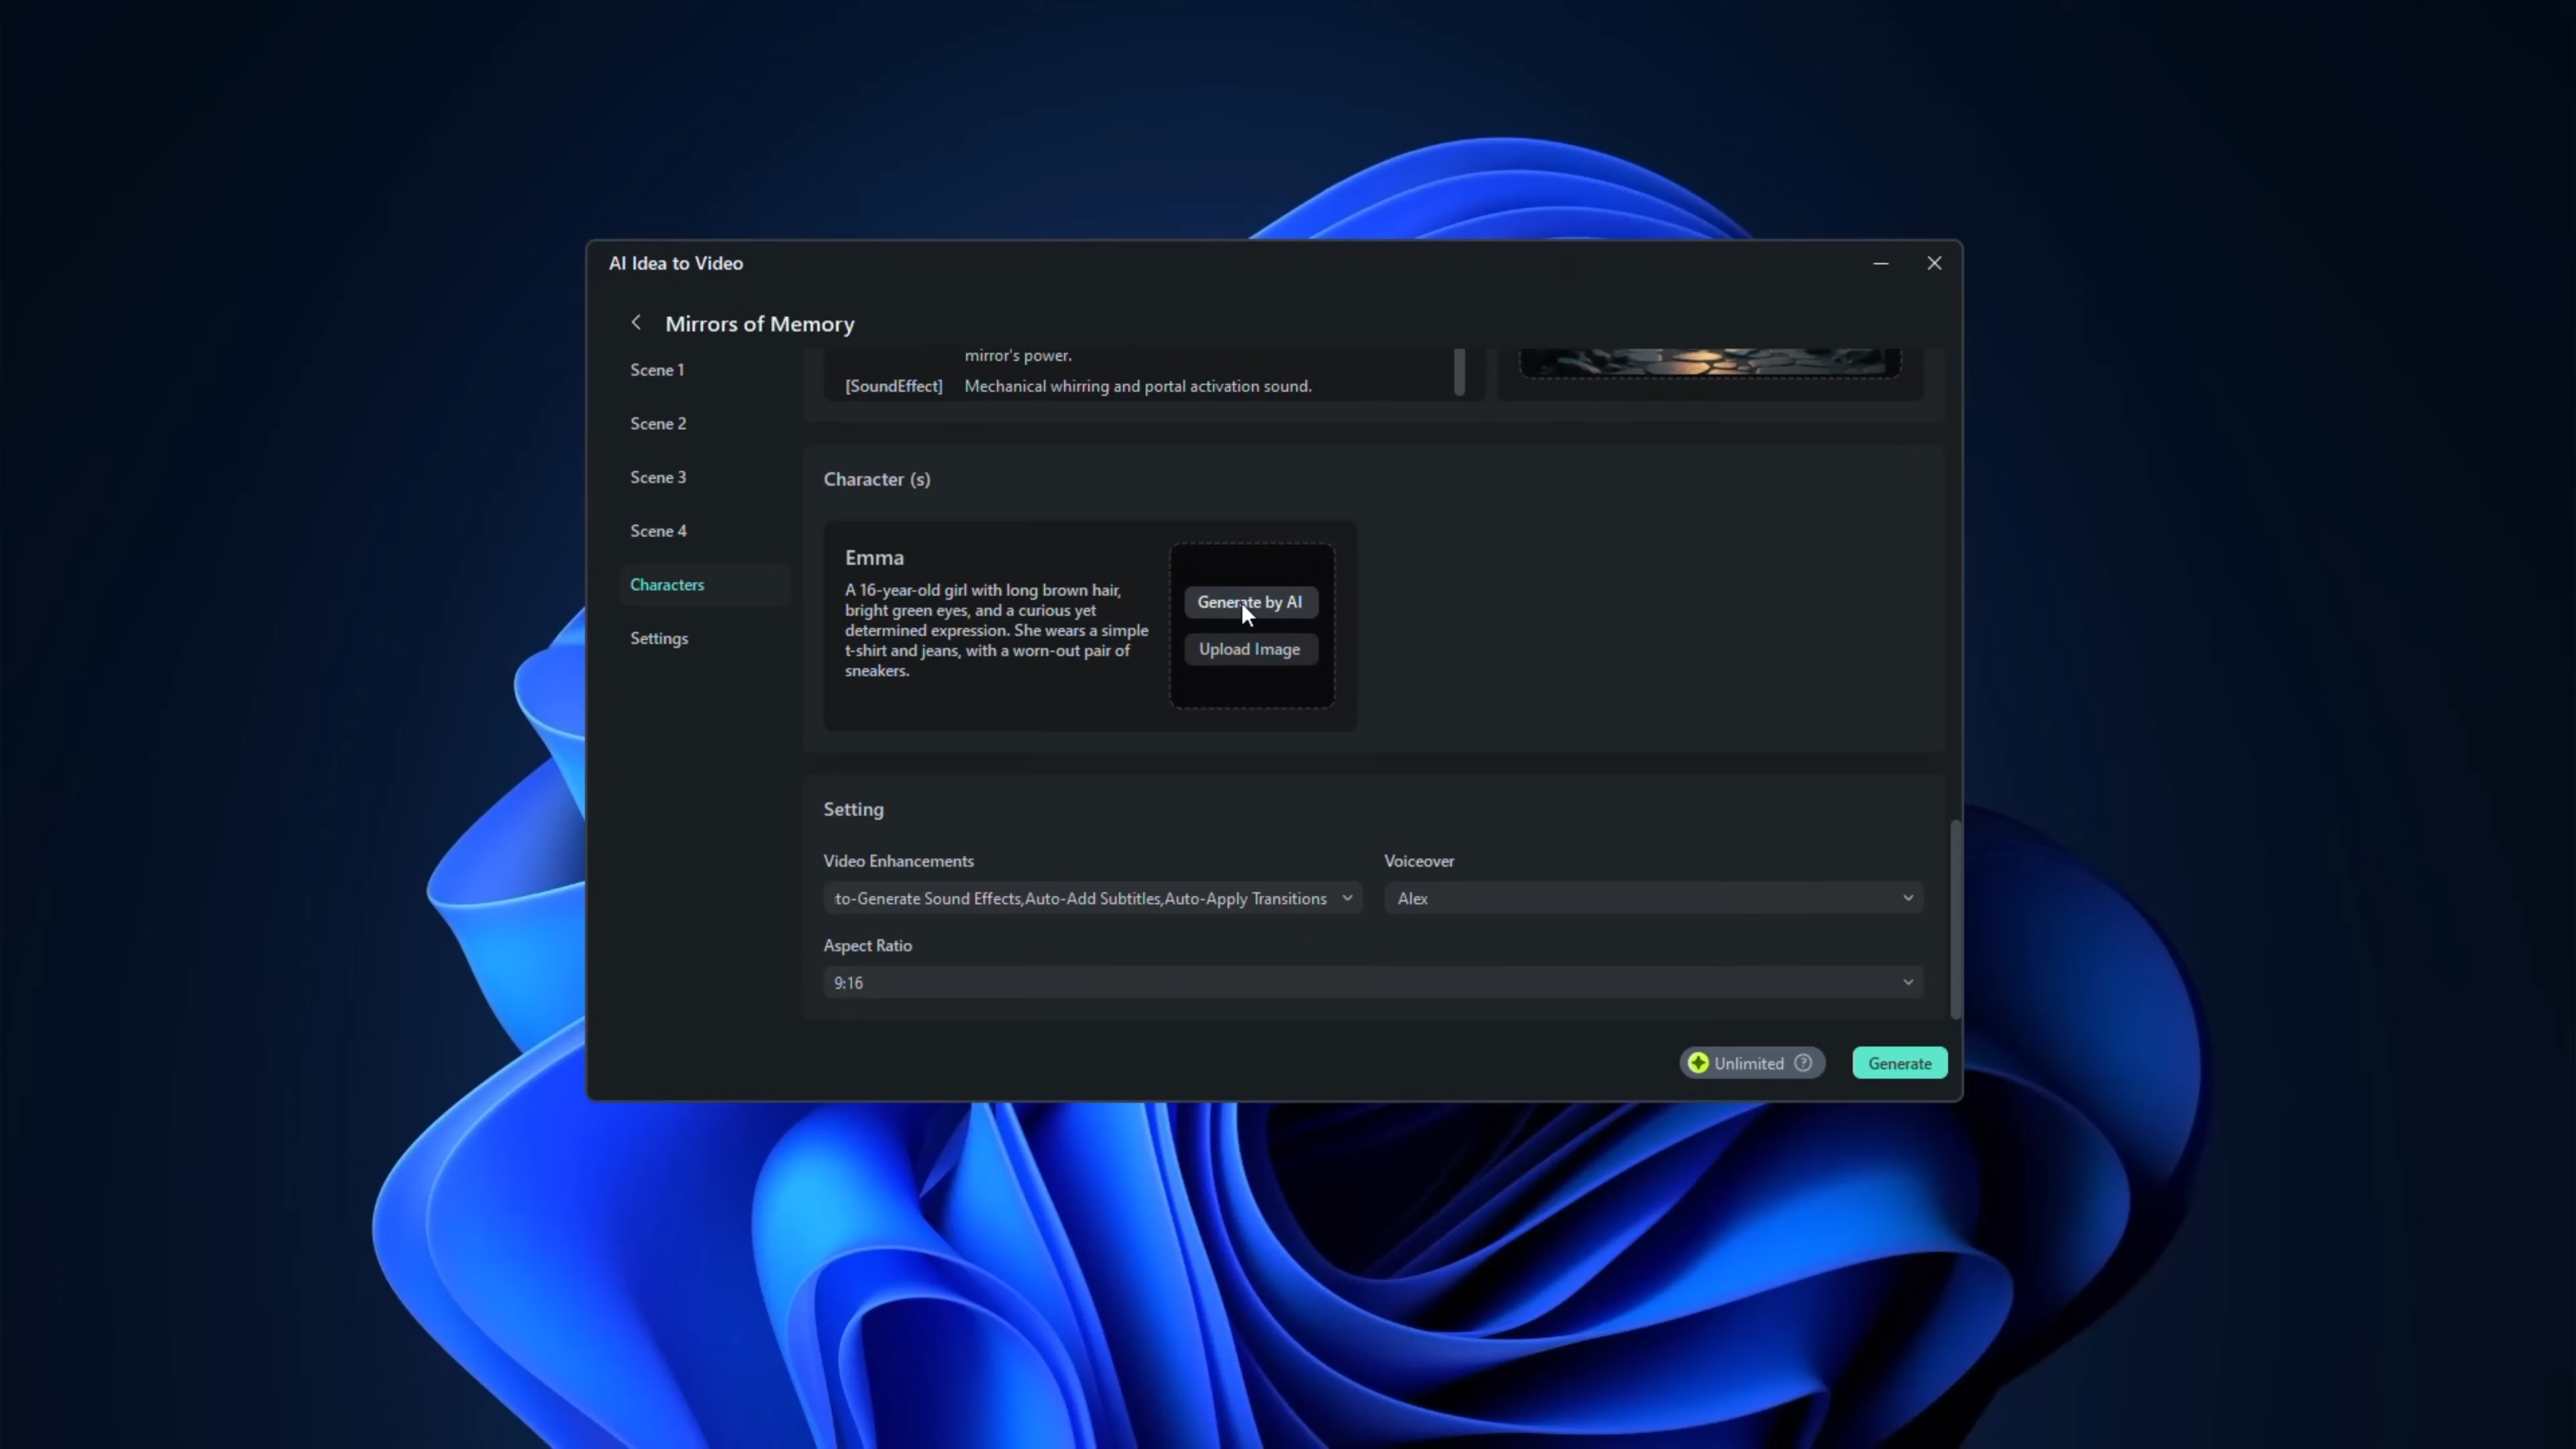 AI Idea to Video
Mirrors of Memory
Scene 1
Scene 2
Scene 3
Scene 4
Characters
Settings
mirror's power.
[SoundEffect] Mechanical whirring and portal activation sound.
Character (s)
Emma
A 16-year-old girl with long brown hair,
bright green eyes, and a curious yet
determined expression. She wears a simple
t-shirt and jeans, with a worn-out pair of
sneakers.
Generate by AI
Upload Image
Setting
Video Enhancements
to-Generate Sound Effects,Auto-Add Subtitles,Auto-Apply Transitions
Voiceover
Alex
Aspect Ratio
9:16
Unlimited
Generate